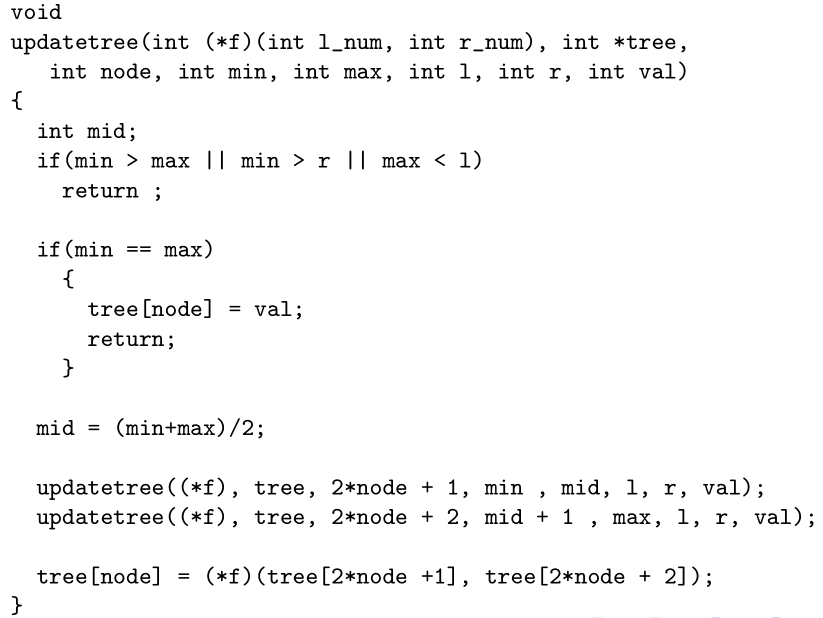 void
updatetree(int (*f)(int l_num, int r_num), int *tree,
   int node, int min, int max, int l, int r, int val)
{
  int mid;
  if(min > max || min > r || max < l)
    return ;

  if(min == max)
    {
      tree[node] = val;
      return;
    }

  mid = (min+max)/2;

  updatetree((*f), tree, 2*node + 1, min , mid, l, r, val);
  updatetree((*f), tree, 2*node + 2, mid + 1 , max, l, r, val);

  tree[node] = (*f)(tree[2*node +1], tree[2*node + 2]);
}